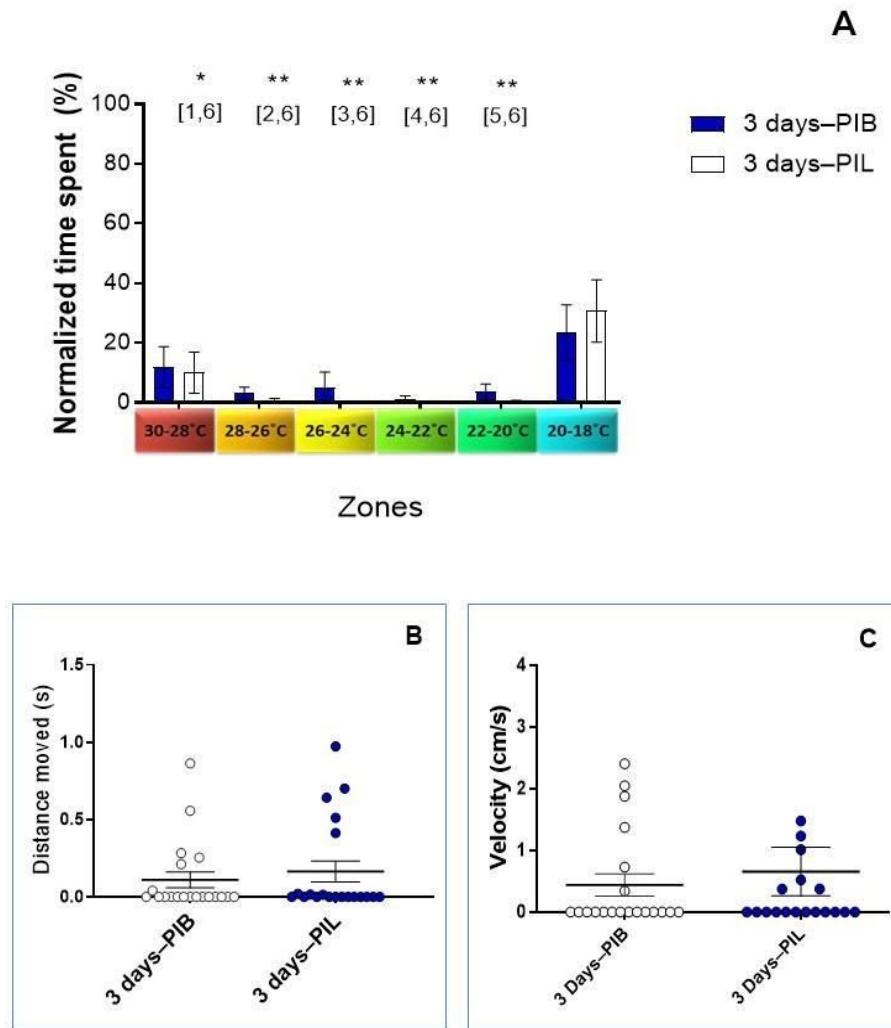 A
* ** ** ** **
[1,6] [2,6] [3,6] [4,6] [5,6]
Normalized time spent (%)
100
80
60
40
20
0
3 days–PIB
3 days–PIL
30-28˚C 28-26˚C 26-24˚C 24-22˚C 22-20˚C 20-18˚C
Zones
B
Distance moved (s)
1.5
1.0
0.5
0.0
3 days–PIB 3 days–PIL
C
Velocity (cm/s)
4
3
2
1
0
3 Days–PIB 3 Days–PIL